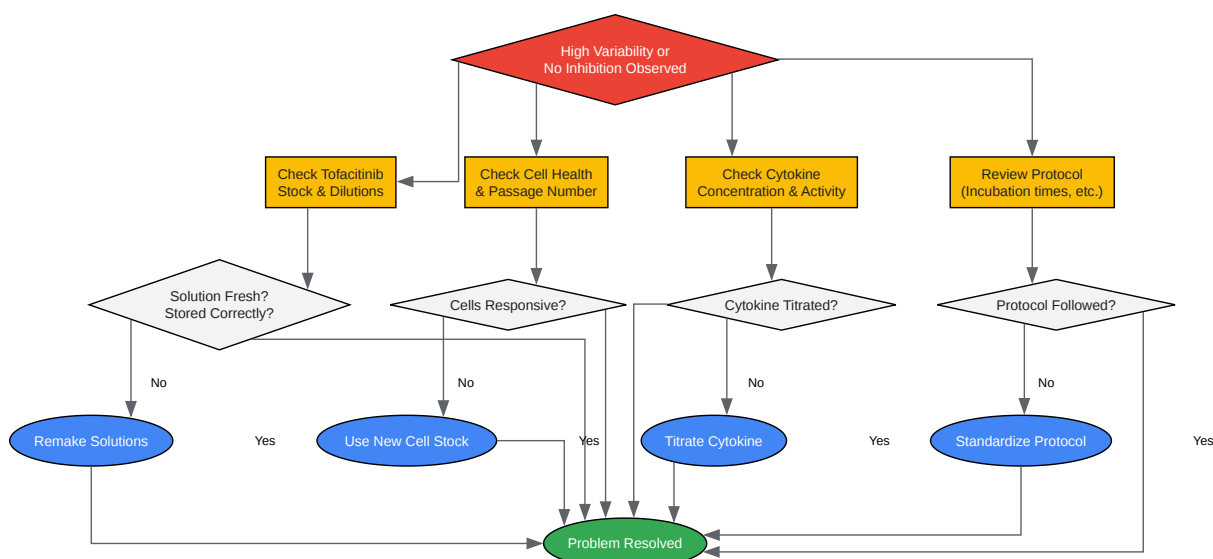 High Variability or
No Inhibition Observed
Check Tofacitinib
Stock & Dilutions
Check Cell Health
& Passage Number
Check Cytokine
Concentration & Activity
Review Protocol
(Incubation times, etc.)
Solution Fresh?
Stored Correctly?
Cells Responsive?
Cytokine Titrated?
Protocol Followed?
No
No
No
No
Remake Solutions
Yes
Use New Cell Stock
Yes
Titrate Cytokine
Yes
Standardize Protocol
Yes
Problem Resolved